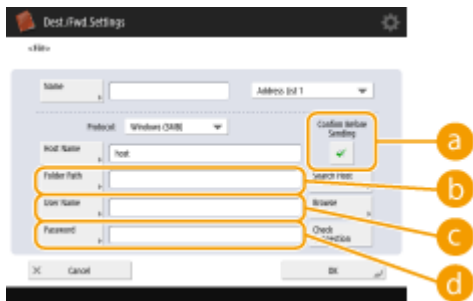 Dest./Fwd.Settings
<File>
Name
Address List 1
Protocol: Windows (SMB)
Confirm Before
Sending
a
Host Name
host
Folder Path
Search Host
b
User Name
Browse
c
Password
Check
d
Cancel
OK